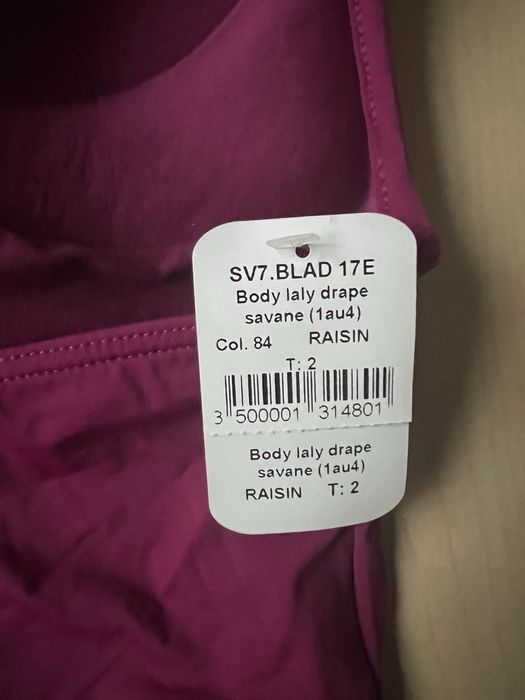 SV7.BLAD 17E
Body laly drape
savane (1au4)
Col. 84 RAISIN
T: 2
3 500001 314801
Body laly drape
savane (1au4)
RAISIN T: 2